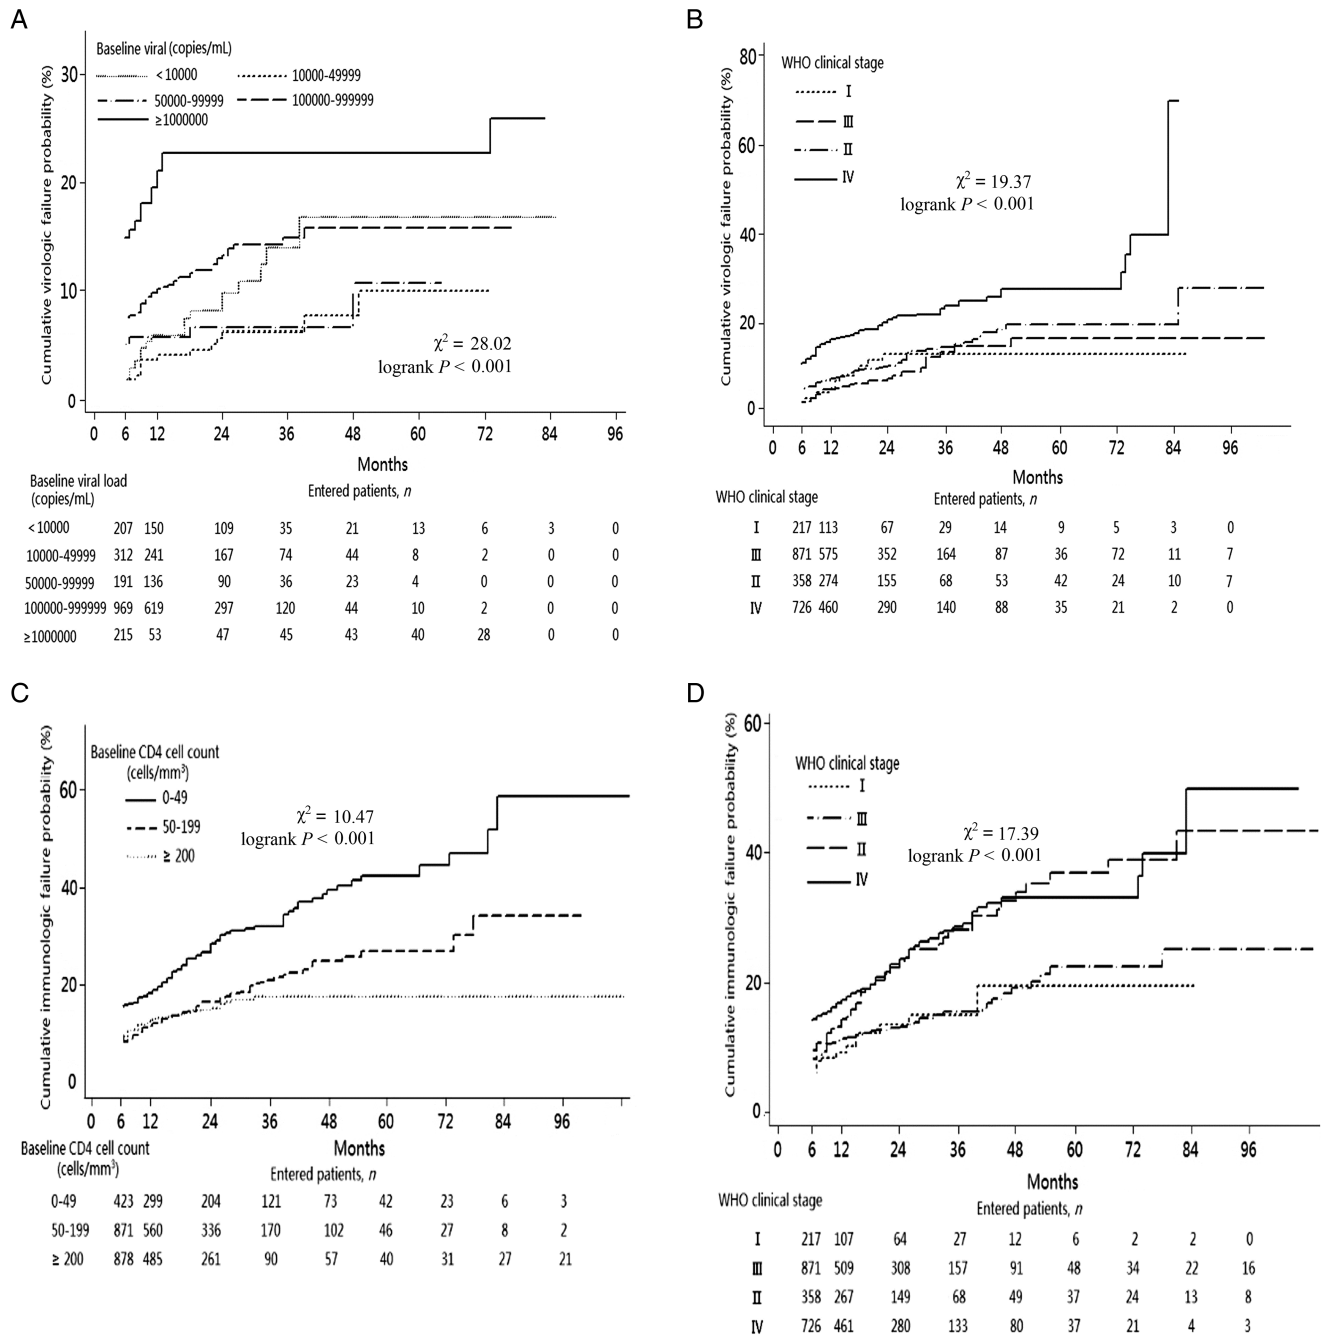 A
Baseline viral (copies/mL)
<10000
10000-49999
50000-99999
100000-999999
≥1000000
Cumulative virologic failure probability (%)
30
20
10
0
χ² = 28.02
logrank P < 0.001
0 6 12 24 36 48 60 72 84 96
Months
Baseline viral load
(copies/mL)
Entered patients, n
<10000 207 150 109 35 21 13 6 3 0
10000-49999 312 241 167 74 44 8 2 0 0
50000-99999 191 136 90 36 23 4 0 0 0
100000-999999 969 619 297 120 44 10 2 0 0
≥1000000 215 53 47 45 43 40 28 0 0
B
WHO clinical stage
I
III
II
IV
Cumulative virologic failure probability (%)
80
60
40
20
0
χ² = 19.37
logrank P < 0.001
0 6 12 24 36 48 60 72 84 96
Months
WHO clinical stage
Entered patients, n
I 217 113 67 29 14 9 5 3 0
III 871 575 352 164 87 36 72 11 7
II 358 274 155 68 53 42 24 10 7
IV 726 460 290 140 88 35 21 2 0
C
Baseline CD4 cell count
(cells/mm³)
0-49
50-199
≥ 200
Cumulative immunologic failure probability (%)
60
40
20
0
χ² = 10.47
logrank P < 0.001
0 6 12 24 36 48 60 72 84 96
Months
Baseline CD4 cell count
(cells/mm³)
Entered patients, n
0-49 423 299 204 121 73 42 23 6 3
50-199 871 560 336 170 102 46 27 8 2
≥ 200 878 485 261 90 57 40 31 27 21
D
WHO clinical stage
I
III
II
IV
Cumulative immunologic failure probability (%)
60
40
20
0
χ² = 17.39
logrank P < 0.001
0 6 12 24 36 48 60 72 84 96
Months
WHO clinical stage
Entered patients, n
I 217 107 64 27 12 6 2 2 0
III 871 509 308 157 91 48 34 22 16
II 358 267 149 68 49 37 24 13 8
IV 726 461 280 133 80 37 21 4 3